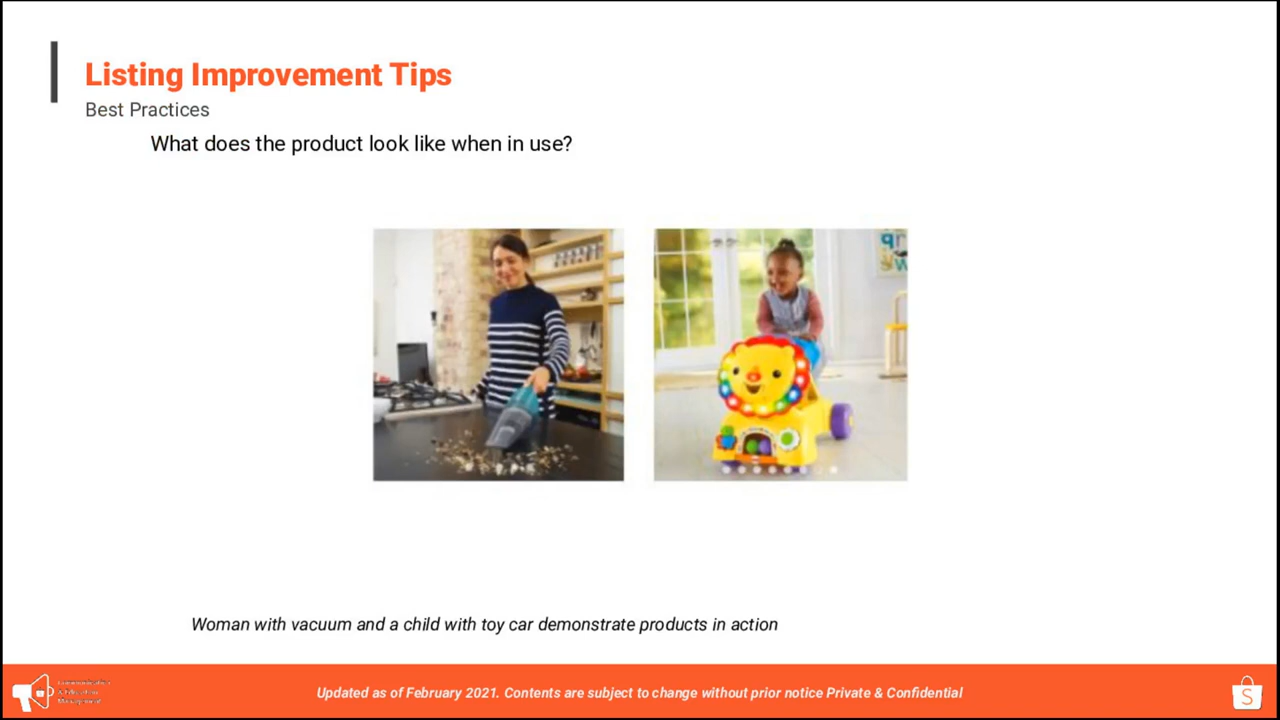 Listing Improvement Tips
Best Practices
What does the product look like when in use?
Woman with vacuum and a child with toy car demonstrate products in action
Updated as of February 2021. Contents are subject to change without prior notice Private & Confidential
S